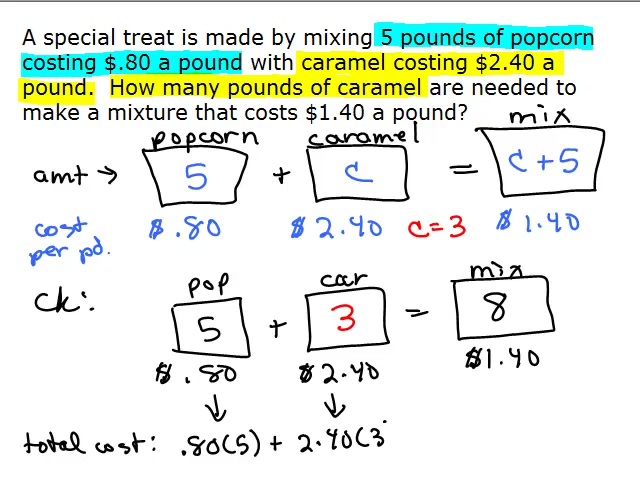 A special treat is made by mixing 5 pounds of popcorn
costing $.80 a pound with caramel costing $2.40 a
pound. How many pounds of caramel are needed to
make a mixture that costs $1.40 a pound?
popcorn caramel mix
amt → 5 + c = c + 5
cost per pd. $.80 $2.40 c=3 $1.40
pop car mix
ck: 5 + 3 = 8
$.80 $2.40 $1.40
↓ ↓
total cost: .80(5) + 2.40(3